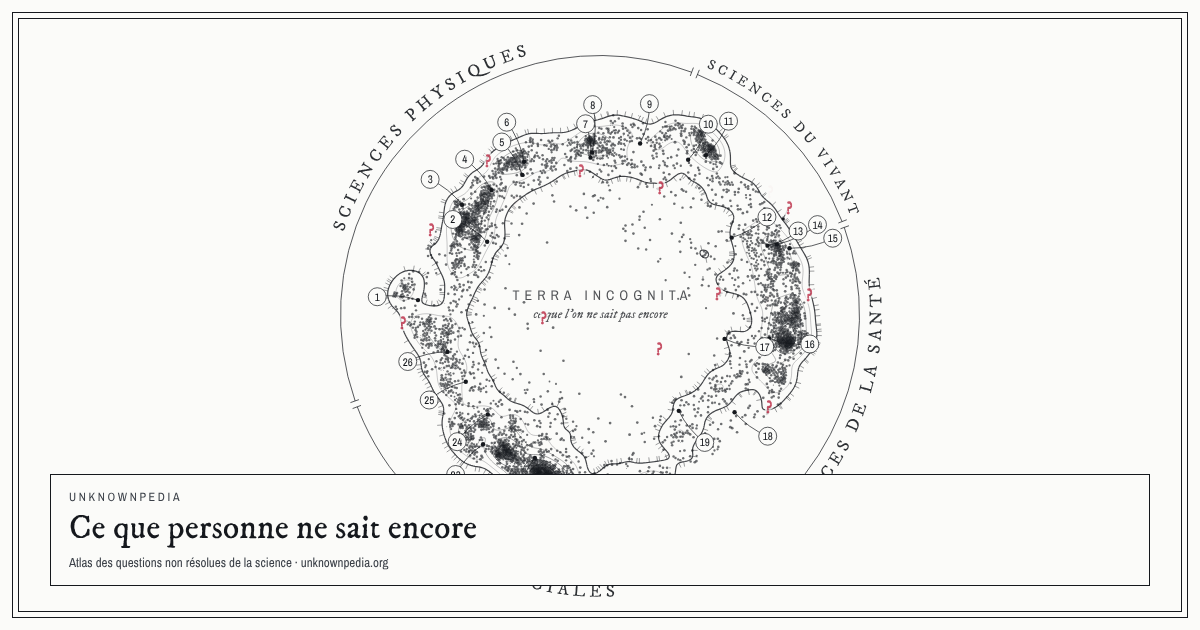 SCIENCES PHYSIQUES
SCIENCES DU VIVANT
8
9
6
7
10
11
5
4
3
2
12
14
13
15
TERRA INCOGNITA
ce que l'on ne sait pas encore
1
17
16
26
25
18
24
19
CES DE LA SANTÉ
UNKNOWNPEDIA
Ce que personne ne sait encore
Atlas des questions non résolues de la science · unknownpedia.org
CIALES